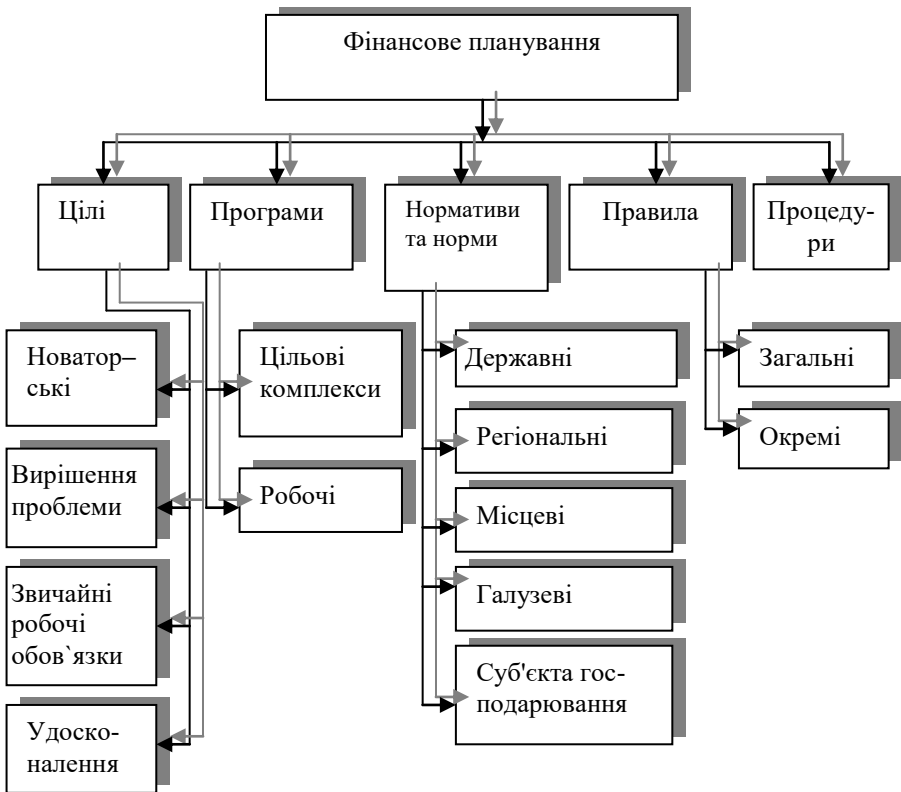 Фінансове планування
Цілі
Програми
Нормативи
та норми
Правила
Процеду-
ри
Новатор–
ські
Вирішення
проблеми
Звичайні
робочі
обов`язки
Удоско-
налення
Цільові
комплекси
Робочі
Державні
Регіональні
Місцеві
Галузеві
Суб'єкта гос-
подарювання
Загальні
Окремі